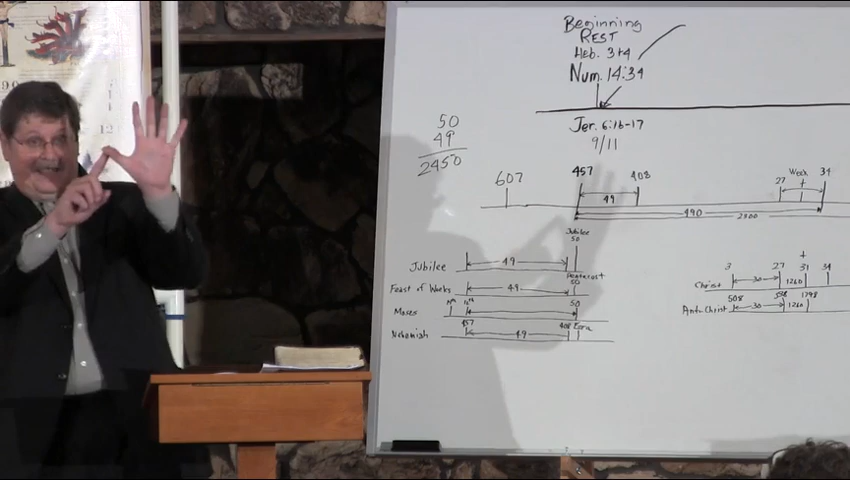 Beginning
REST
Heb. 3+4
Num. 14:34
Jer. 6:16-17
9/11
50
49
2450
607
457
408
49
27
Week
+
34
490
2300
Jubilee
50
Jubilee
49
Pentecost
50
Feast of Weeks
49
Moses
10th
50
Nehemiah
457
49
408
Ezra
Christ
3
30
27
1260
+
31
34
Anti-Christ
508
30
538
1260
1798
90
12